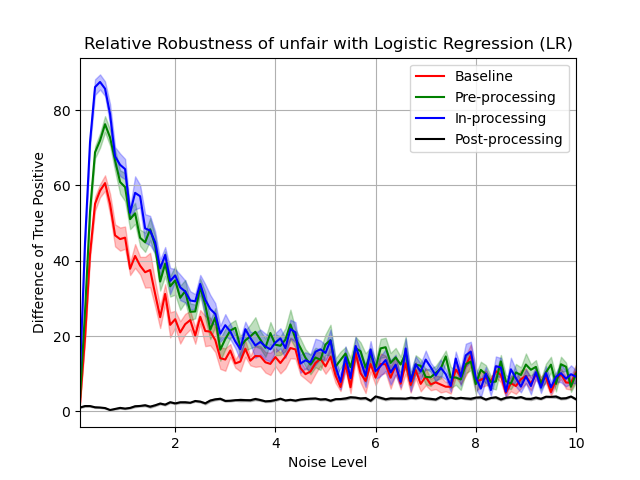 Relative Robustness of unfair with Logistic Regression (LR)
Difference of True Positive
80
60
40
20
0
2
4
6
8
10
Noise Level
Baseline
Pre-processing
In-processing
Post-processing